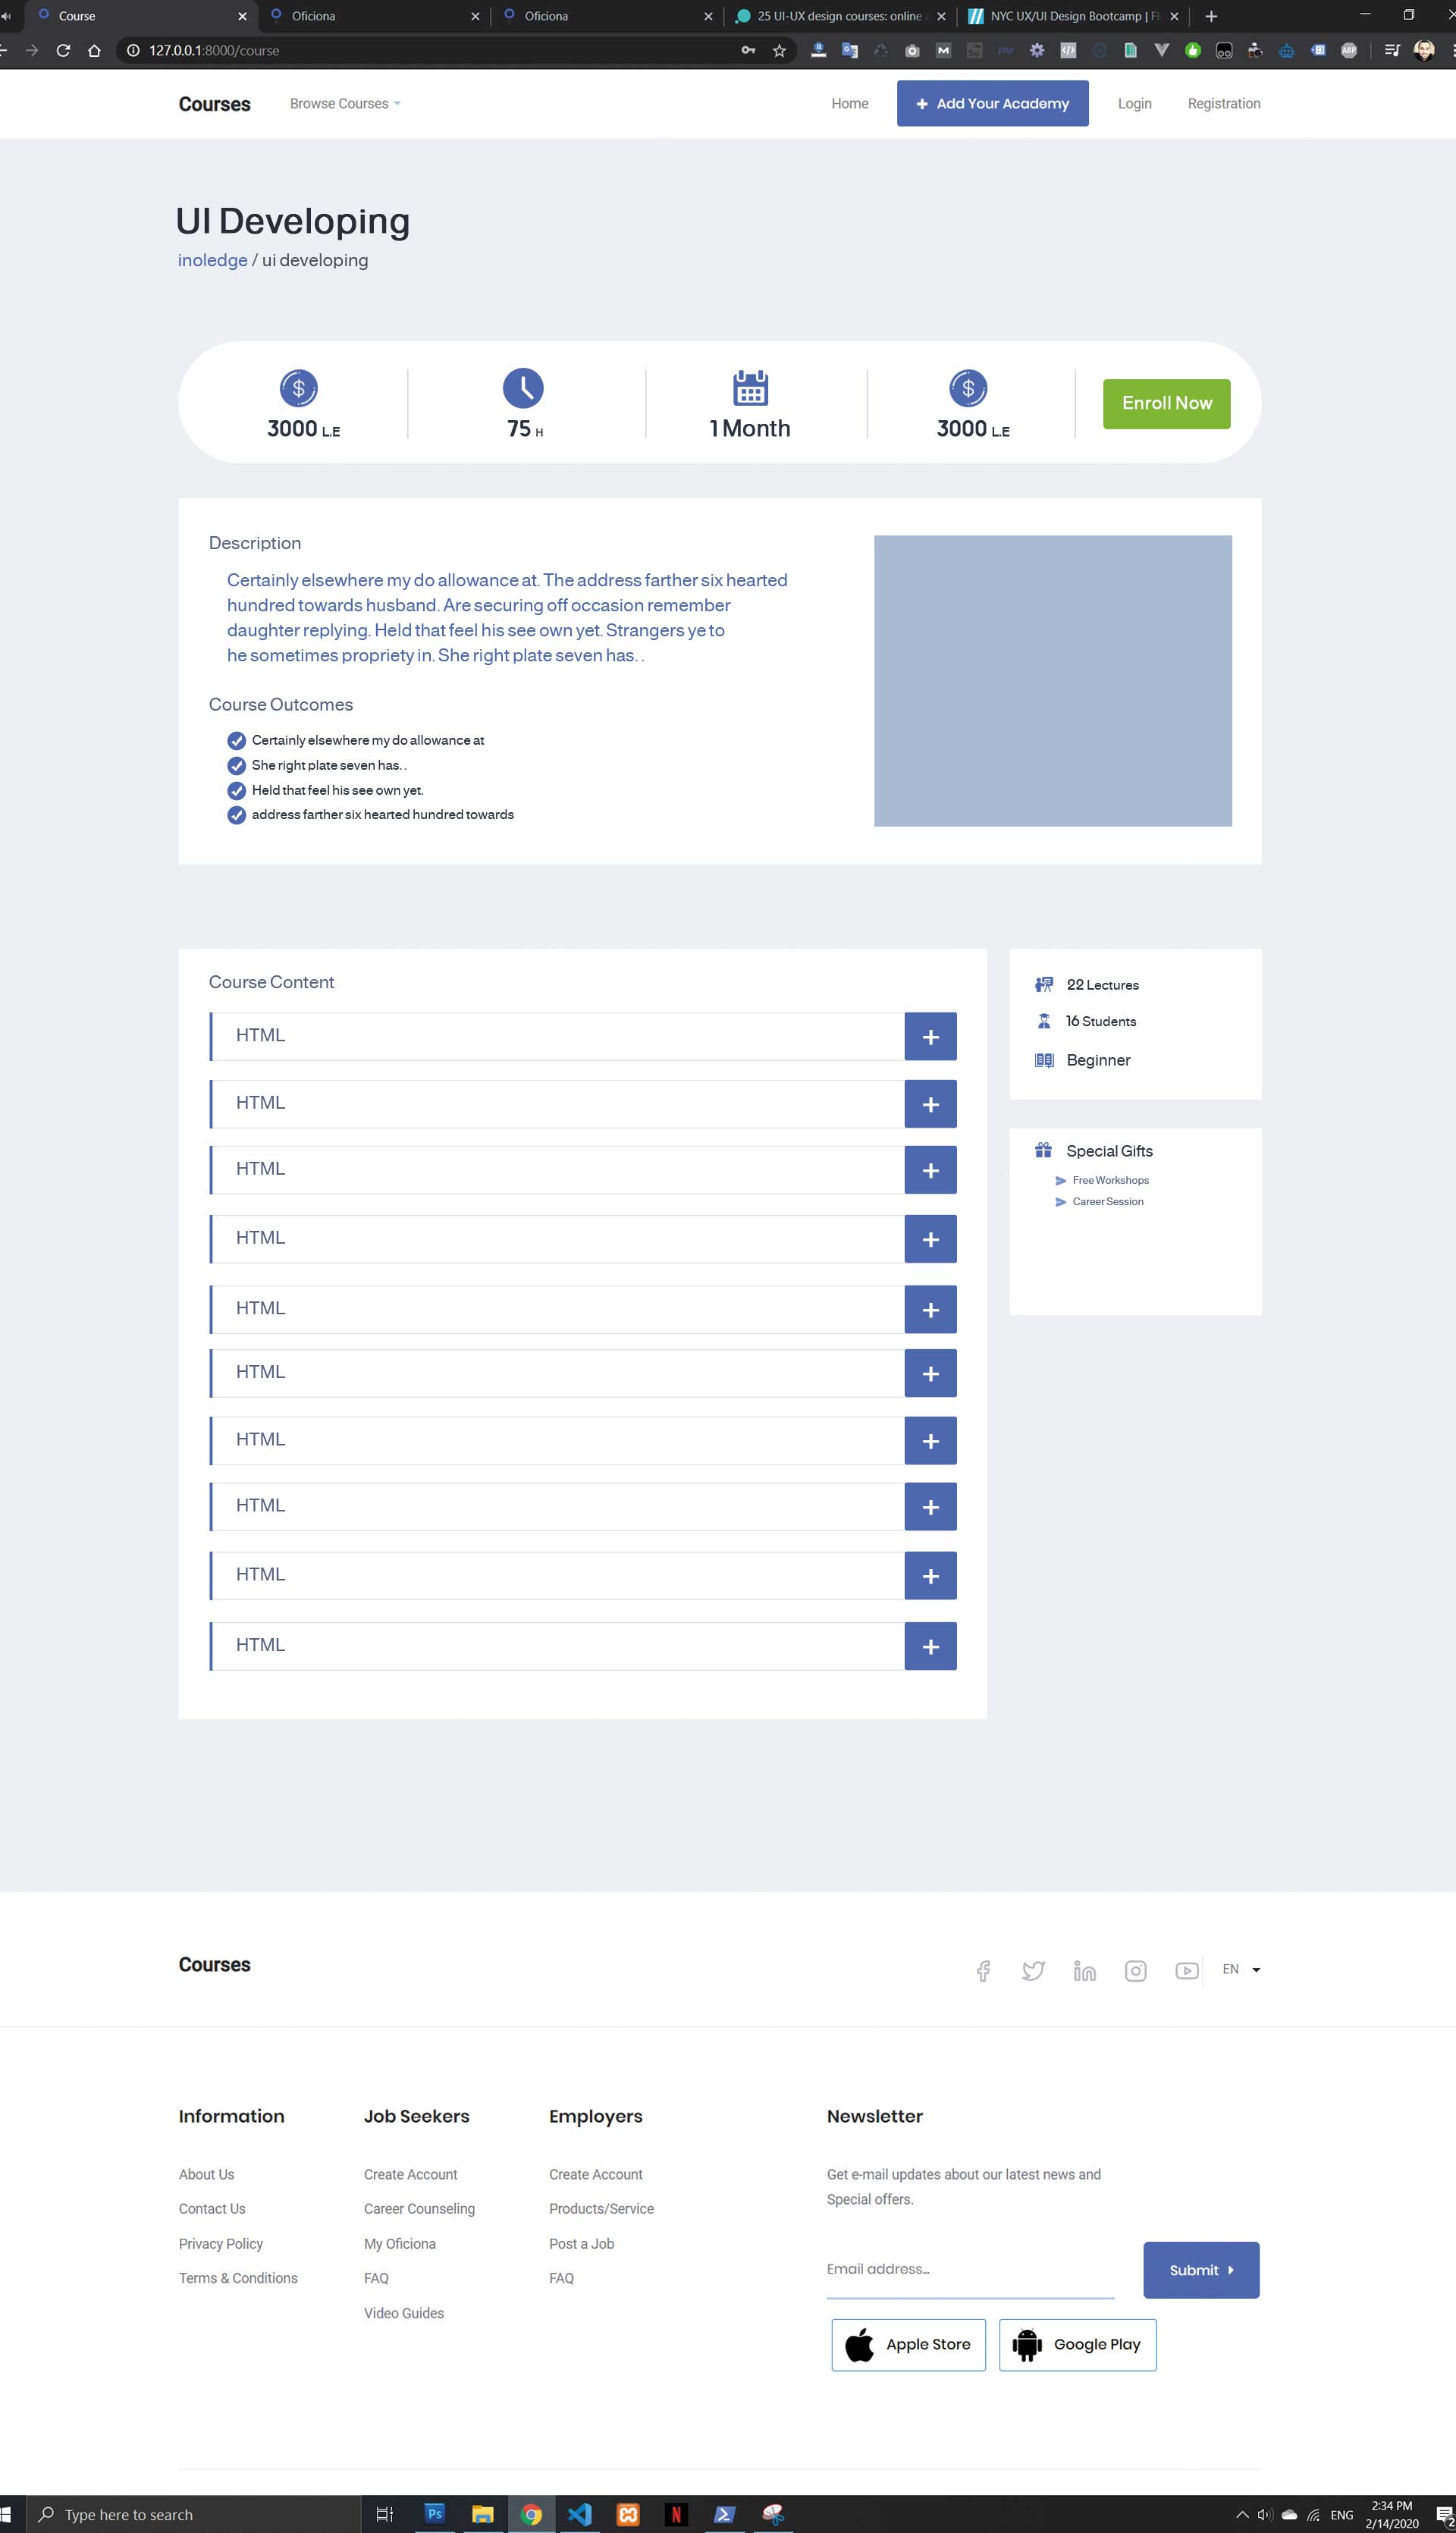 Course
Oficiona
Oficiona
25 UI-UX design courses: online
NYC UX/UI Design Bootcamp | Fl
127.0.0.1:8000/course
Courses
Browse Courses
Home
Add Your Academy
Login
Registration
UI Developing
inoledge / ui developing
3000 L.E
75 H
1 Month
3000 L.E
Enroll Now
Description
Certainly elsewhere my do allowance at. The address farther six hearted
hundred towards husband. Are securing off occasion remember
daughter replying. Held that feel his see own yet. Strangers ye to
he sometimes propriety in. She right plate seven has. .
Course Outcomes
Certainly elsewhere my do allowance at
She right plate seven has. .
Held that feel his see own yet.
address farther six hearted hundred towards
Course Content
HTML
HTML
HTML
HTML
HTML
HTML
HTML
HTML
HTML
HTML
22 Lectures
16 Students
Beginner
Special Gifts
Free Workshops
Career Session
Courses
EN
Information
About Us
Contact Us
Privacy Policy
Terms & Conditions
Job Seekers
Create Account
Career Counseling
My Oficiona
FAQ
Video Guides
Employers
Create Account
Products/Service
Post a Job
FAQ
Newsletter
Get e-mail updates about our latest news and
Special offers.
Email address...
Submit
Apple Store
Google Play
Type here to search
Ps
N
ENG
2:34 PM
2/14/2020